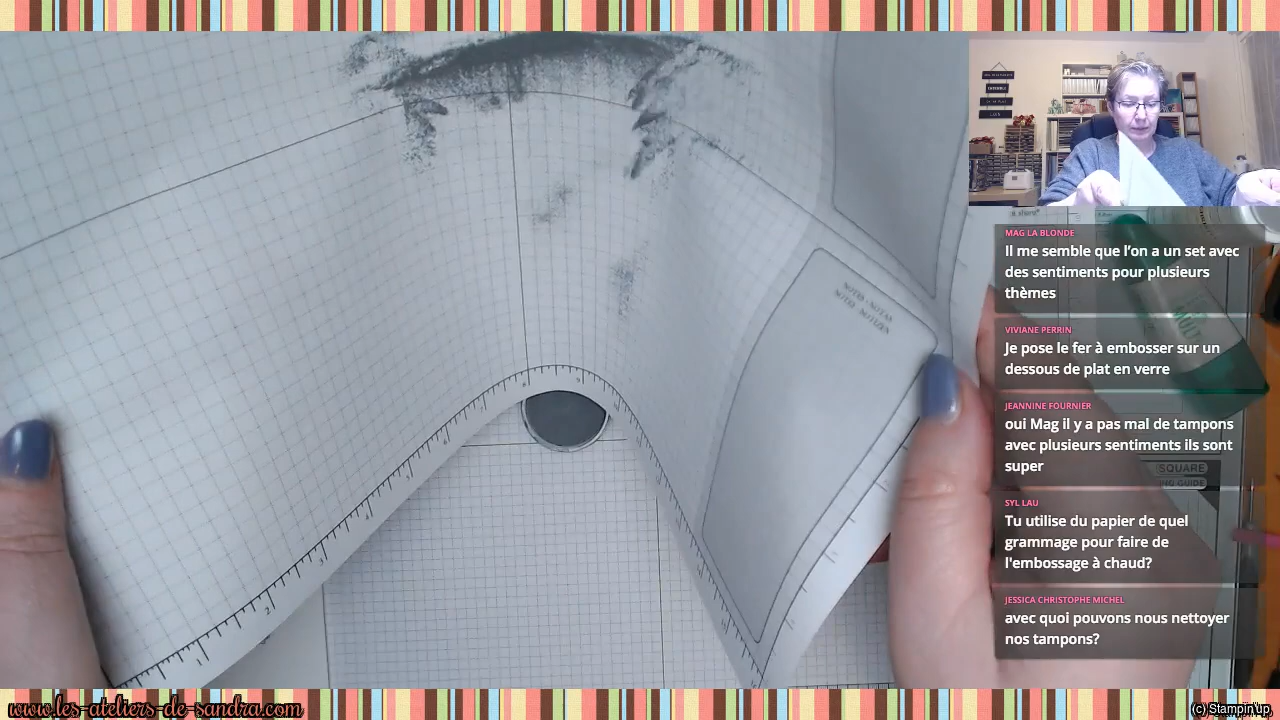 MAG LA BLONDE
Il me semble que l’on a un set avec
des sentiments pour plusieurs
thèmes
VIVIANE PERRIN
Je pose le fer à embosser sur un
dessous de plat en verre
JEANNINE FOURNIER
oui Mag il y a pas mal de tampons
avec plusieurs sentiments ils sont
super
SYL LAU
Tu utilise du papier de quel
grammage pour faire de
l'embossage à chaud?
JESSICA CHRISTOPHE MICHEL
avec quoi pouvons nous nettoyer
nos tampons?
SQUARE
NOTES • NOTAS
NOTES • NOTIZEN
www.les-ateliers-de-sandra.com
(c) Stampin'up